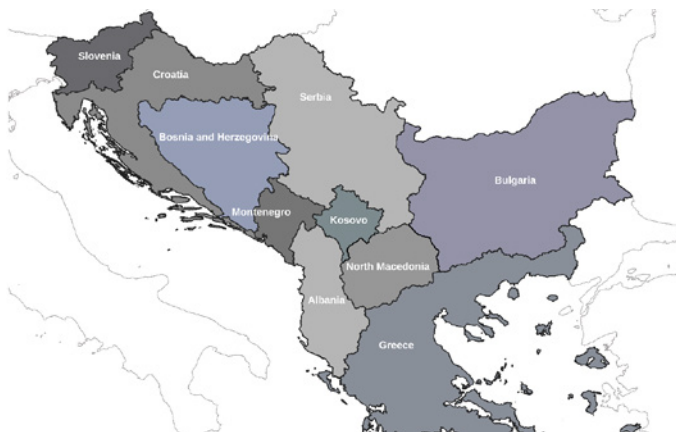 Slovenia
Croatia
Serbia
Bosnia and Herzegovina
Bulgaria
Montenegro
Kosovo
North Macedonia
Albania
Greece